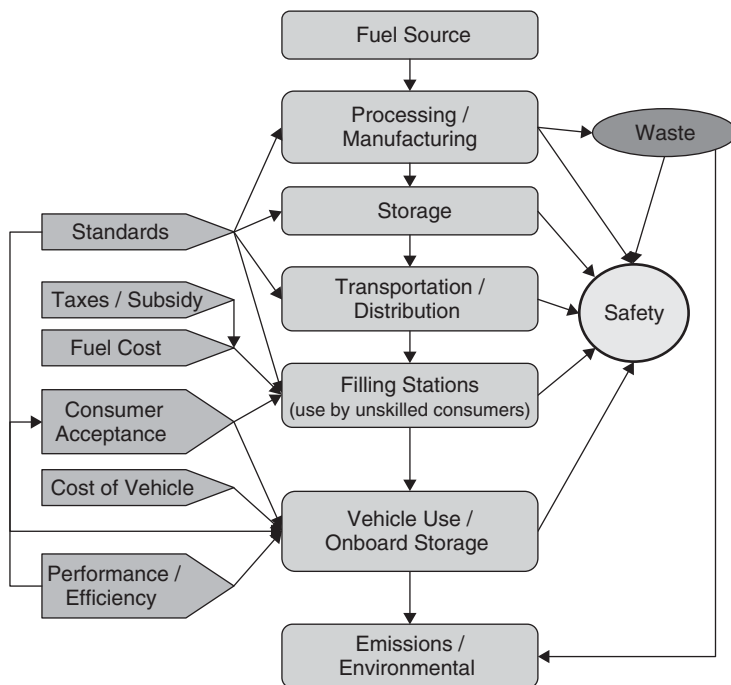 Fuel Source
Processing /
Manufacturing
Waste
Storage
Standards
Transportation /
Distribution
Taxes / Subsidy
Safety
Fuel Cost
Filling Stations
(use by unskilled consumers)
Consumer
Acceptance
Cost of Vehicle
Vehicle Use /
Onboard Storage
Performance /
Efficiency
Emissions /
Environmental